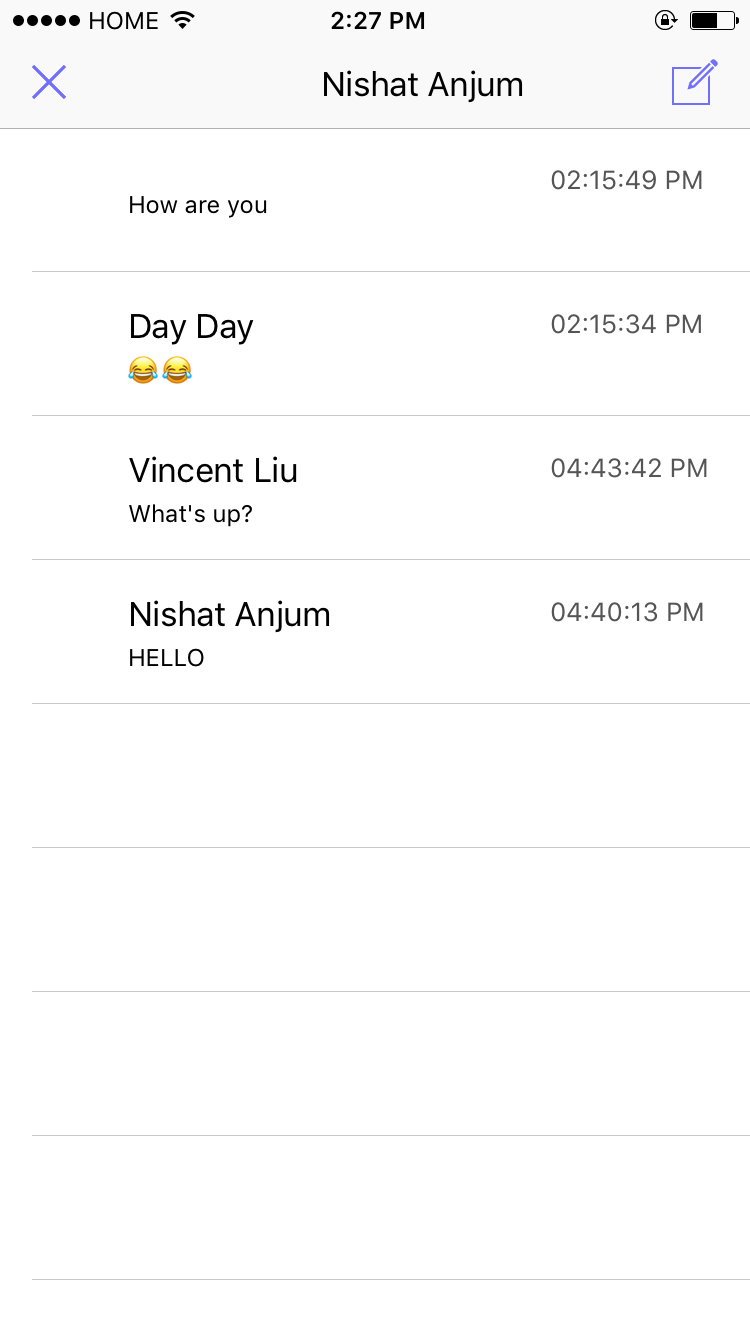 HOME 2:27 PM
Nishat Anjum
02:15:49 PM
How are you
Day Day 02:15:34 PM
😂😂
Vincent Liu 04:43:42 PM
What's up?
Nishat Anjum 04:40:13 PM
HELLO